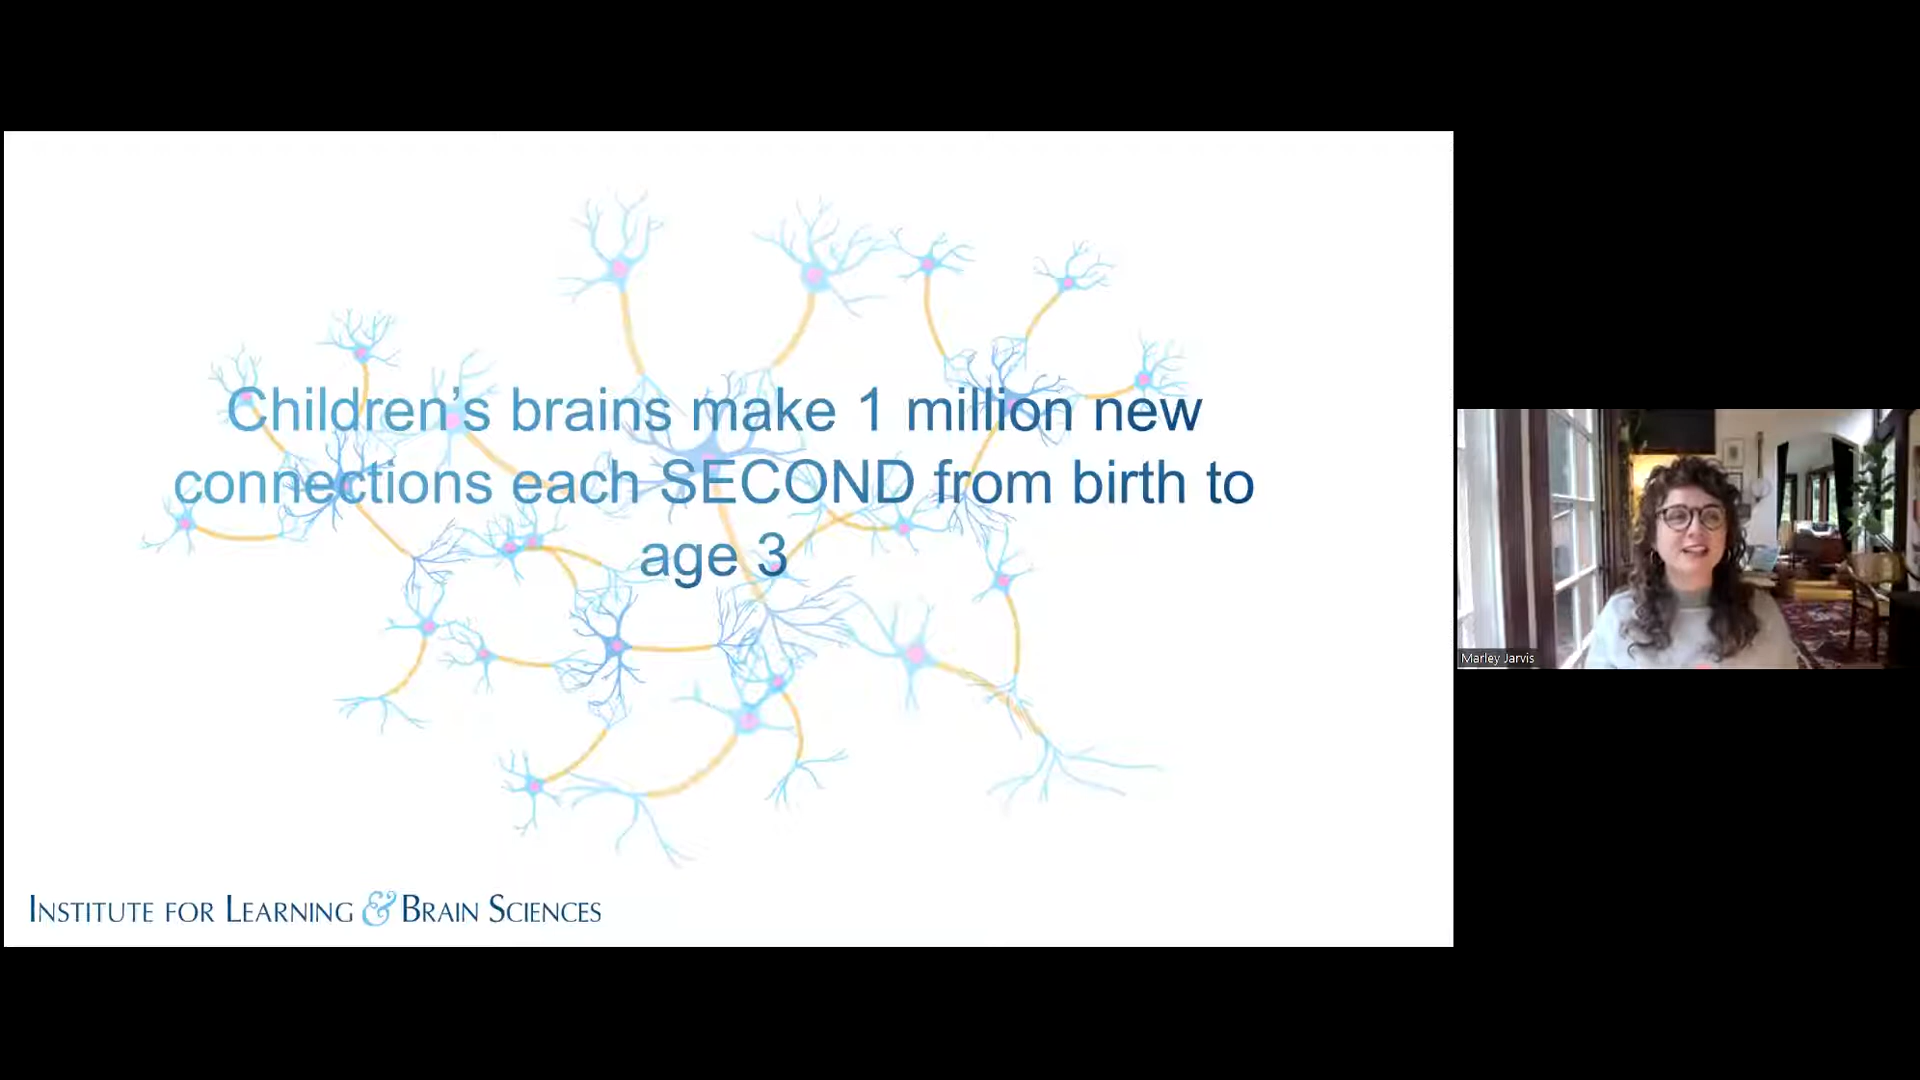 Children's brains make 1 million new
connections each SECOND from birth to
age 3
INSTITUTE FOR LEARNING & BRAIN SCIENCES
Marley Jarvis